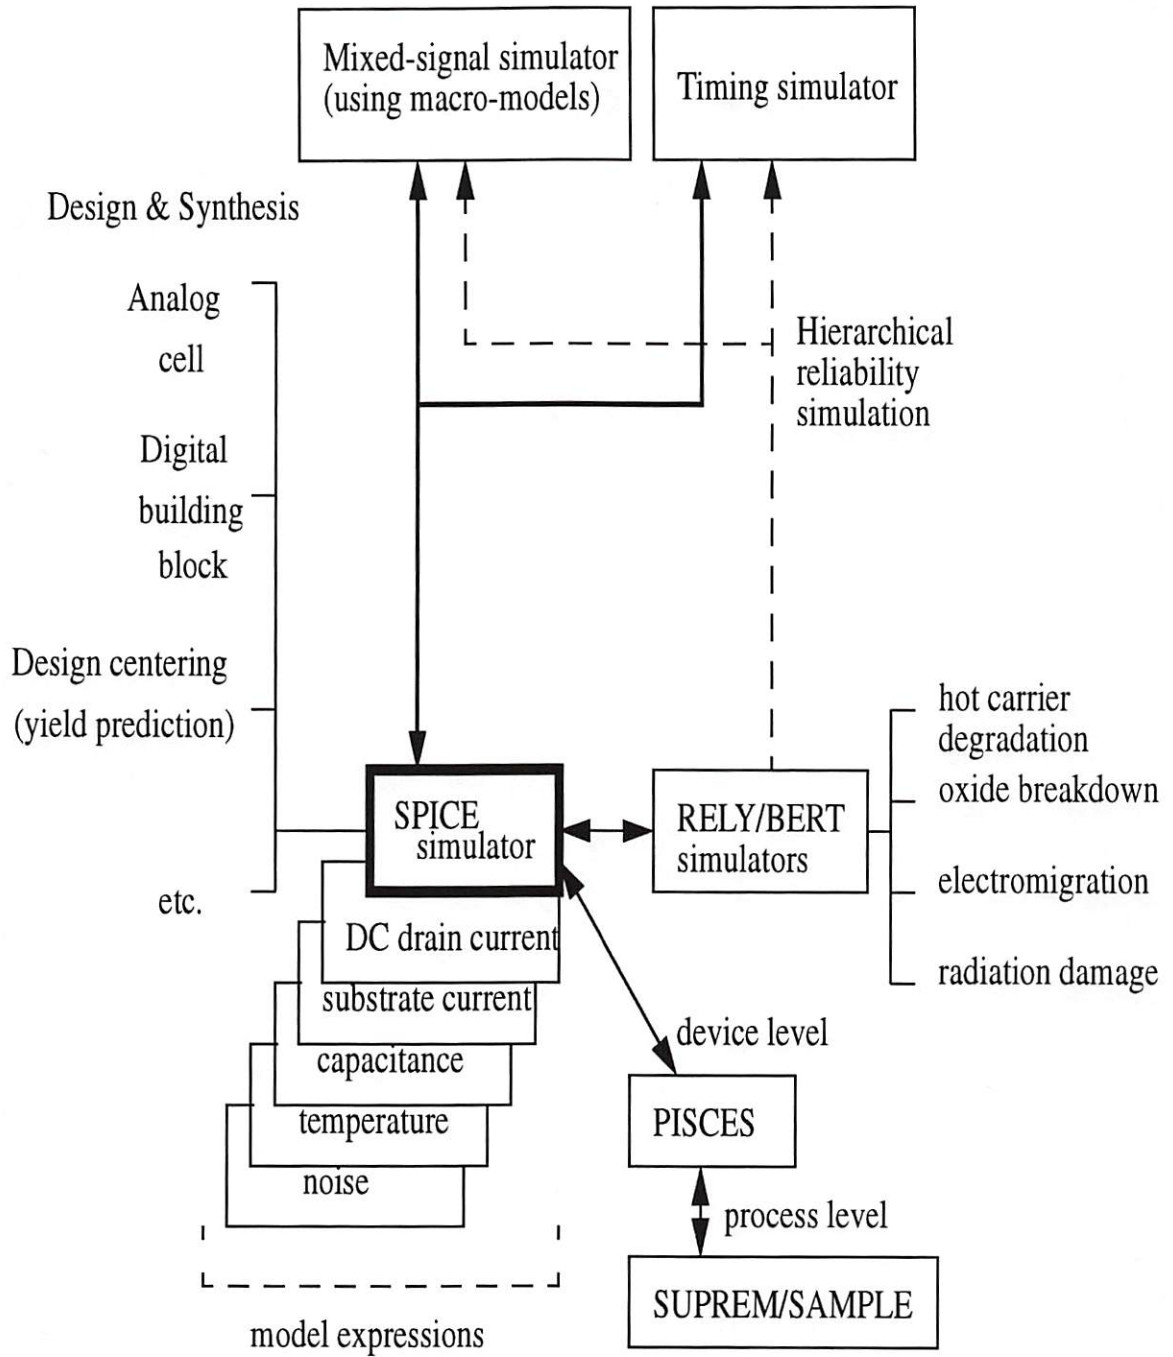 Mixed-signal simulator
(using macro-models)
Timing simulator
Design & Synthesis
Analog
cell
Hierarchical
reliability
simulation
Digital
building
block
Design centering
(yield prediction)
etc.
hot carrier
degradation
oxide breakdown
electromigration
radiation damage
SPICE
simulator
RELY/BERT
simulators
DC drain current
substrate current
capacitance
temperature
noise
model expressions
device level
PISCES
process level
SUPREM/SAMPLE